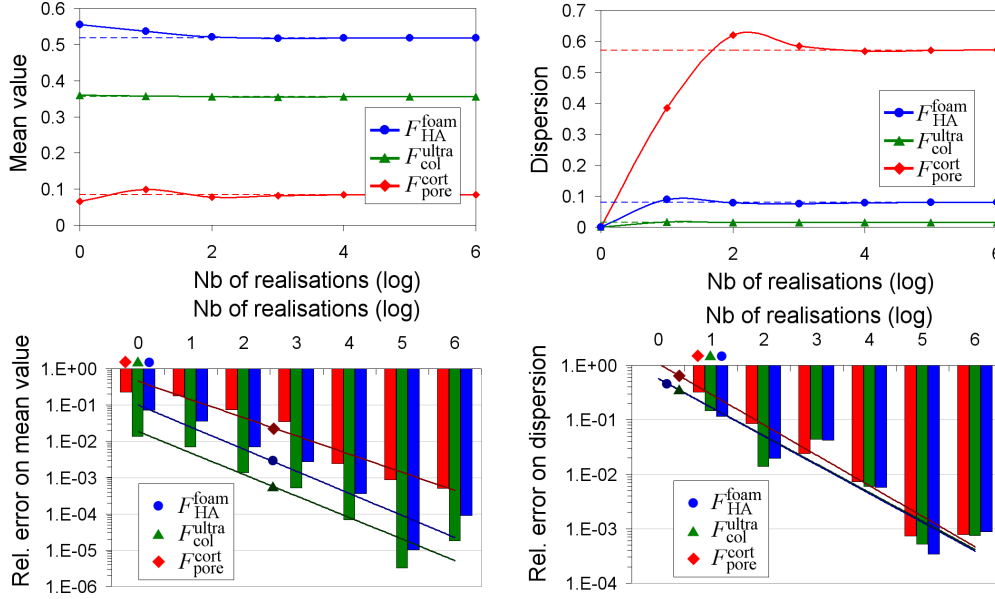 0.6
0.5
0.4
0.3
0.2
0.1
0
Mean value
F foam HA
F ultra col
F cort pore
0 2 4 6
Nb of realisations (log)
0.7
0.6
0.5
0.4
0.3
0.2
0.1
0
Dispersion
F foam HA
F ultra col
F cort pore
0 1 2 3 4 5 6
Nb of realisations (log)
Nb of realisations (log)
0 1 2 3 4 5 6
1.E+00
1.E-01
1.E-02
1.E-03
1.E-04
1.E-05
1.E-06
Rel. error on mean value
F foam HA
F ultra col
F cort pore
Nb of realisations (log)
0 1 2 3 4 5 6
1.E+00
1.E-01
1.E-02
1.E-03
1.E-04
Rel. error on dispersion
F foam HA
F ultra col
F cort pore